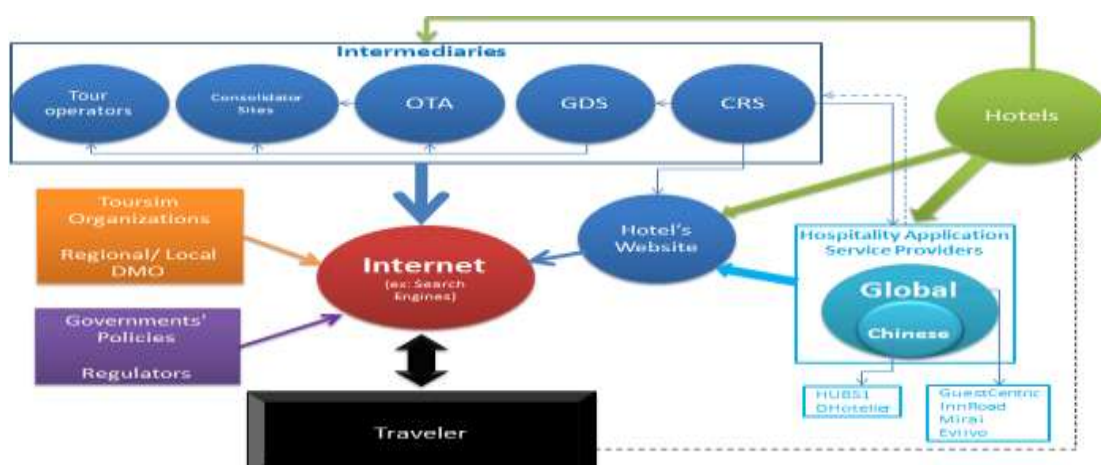 Intermediaries
Tour
operators
Consolidator
Sites
OTA
GDS
CRS
Hotels
Toursim
Organizations
Regional/ Local
DMO
Internet
(ex: Search
Engines)
Hotel's
Website
Hospitality Application
Service Providers
Global
Chinese
Governments'
Policies
Regulators
HUBS1
DHotelier
GuestCentric
InnRoad
Mirai
Eviivo
Traveler